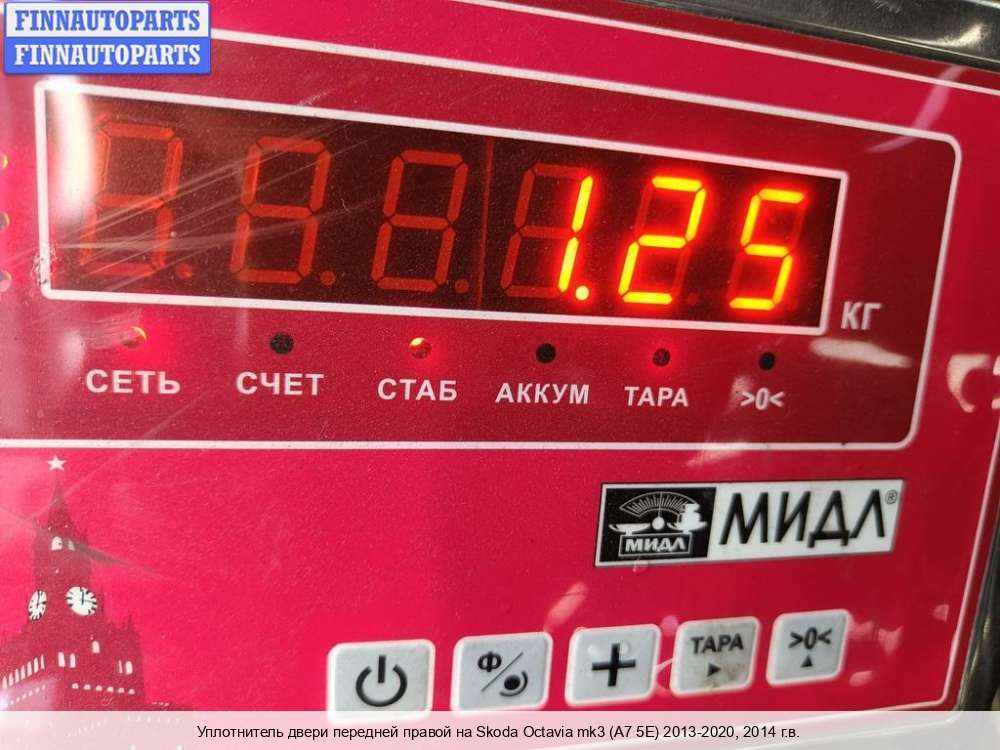 FINNAUTOPARTS
FINNAUTOPARTS
1.25
КГ
СЕТЬ СЧЕТ СТАБ АККУМ ТАРА >0<
МИДЛ МИДЛ®
Ф ТАРА >0<
Уплотнитель двери передней правой на Skoda Octavia mk3 (A7 5E) 2013-2020, 2014 г.в.